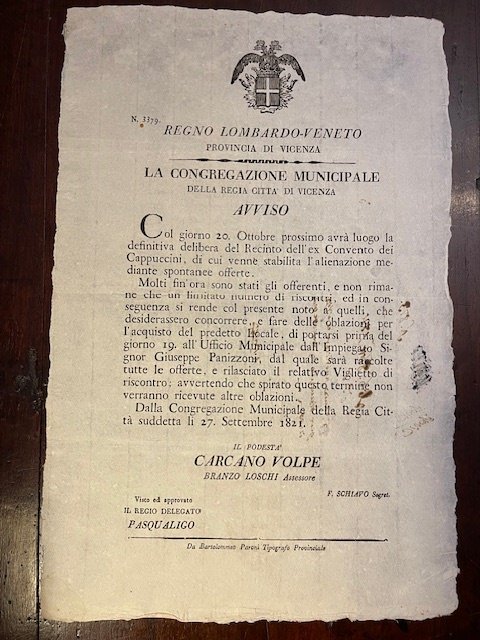 N. 3379.
REGNO LOMBARDO-VENETO
PROVINCIA DI VICENZA
LA CONGREGAZIONE MUNICIPALE
DELLA REGIA CITTA' DI VICENZA
AVVISO
Col giorno 20. Ottobre prossimo avrà luogo la
definitiva delibera del Recinto dell'ex Convento dei
Cappuccini, di cui venne stabilita l'alienazione me-
diante spontanee offerte.
Molti fin'ora sono stati gli offerenti, e non rima-
ne che un limitato numero di riscontri, ed in con-
seguenza si rende col presente noto a quelli, che
desiderassero concorrere, e fare delle oblazioni per
l'acquisto del predetto Locale, di portarsi prima del
giorno 19. all'Ufficio Municipale dall'Impiegato Si-
gnor Giuseppe Panizzoni, dal quale sarà raccolte
tutte le offerte, e rilasciato il relativo Viglietto di
riscontro; avvertendo che spirato questo termine non
verranno ricevute altre oblazioni.
Dalla Congregazione Municipale della Regia Cit-
tà suddetta li 27. Settembre 1821.
IL PODESTA'
CARCANO VOLPE
BRANZO LOSCHI Assessore
F. SCHIAVO Segret.
Visto ed approvato
IL REGIO DELEGATO
PASQUALIGO
Da Bartolommeo Paroni Tipografo Provinciale